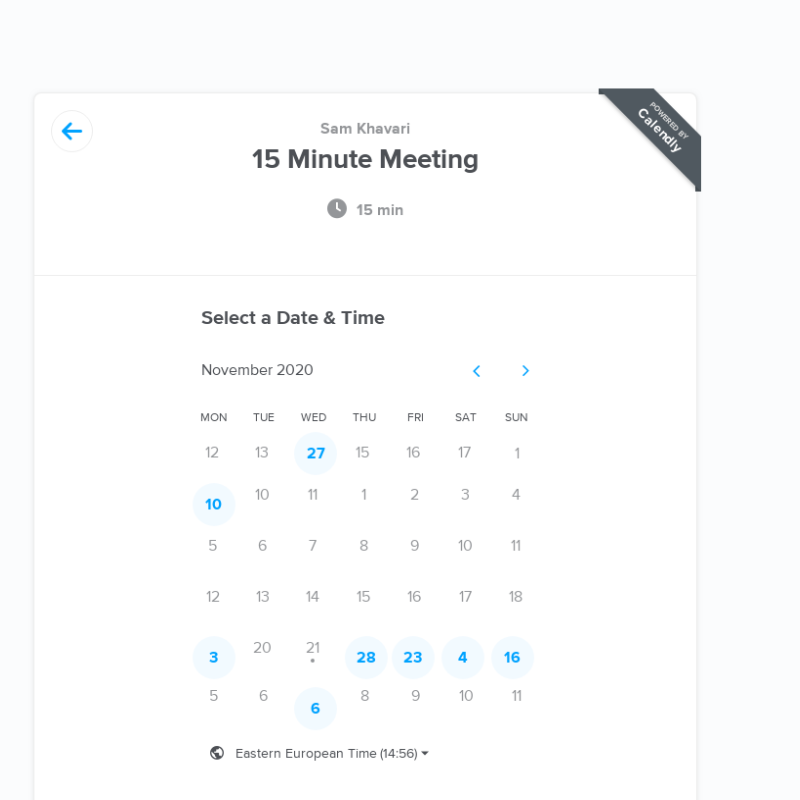 POWERED BY
Calendly
Sam Khavari
15 Minute Meeting
15 min
Select a Date & Time
November 2020
MON TUE WED THU FRI SAT SUN
12 13 27 15 16 17 1
10 10 11 1 2 3 4
5 6 7 8 9 10 11
12 13 14 15 16 17 18
3 20 21 28 23 4 16
5 6 6 8 9 10 11
Eastern European Time (14:56)